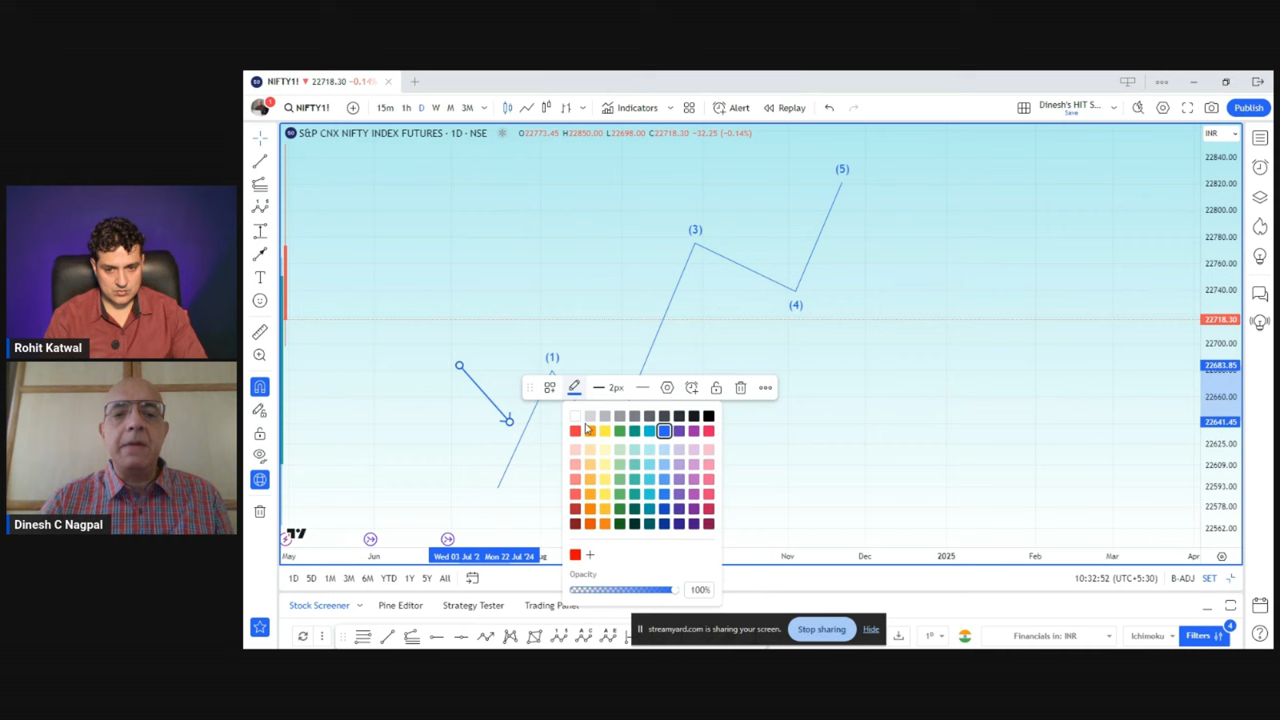 NIFTY1! ▼ 22718.30 −0.14%
NIFTY1! 15m 1h D W M 3M Indicators Alert Replay Dinesh's HIT S... Save Publish
S&P CNX NIFTY INDEX FUTURES · 1D · NSE O22773.45 H22850.00 L22698.00 C22718.30 −32.25 (−0.14%)
INR
22840.00
22820.00
22800.00
22780.00
22760.00
22740.00
22718.30
22700.00
22683.85
22660.00
22641.45
22625.00
22609.00
22593.00
22578.00
22562.00
(5)
(3)
(4)
(1)
2px
Opacity
100%
Rohit Katwal
Dinesh C Nagpal
May Jun Wed 03 Jul '2 Mon 22 Jul '24 ug Nov Dec 2025 Feb Mar Apr
1D 5D 1M 3M 6M YTD 1Y 5Y All 10:32:52 (UTC+5:30) B-ADJ SET
Stock Screener Pine Editor Strategy Tester Trading Panel
streamyard.com is sharing your screen. Stop sharing Hide
1D Financials in: INR Ichimoku Filters 4